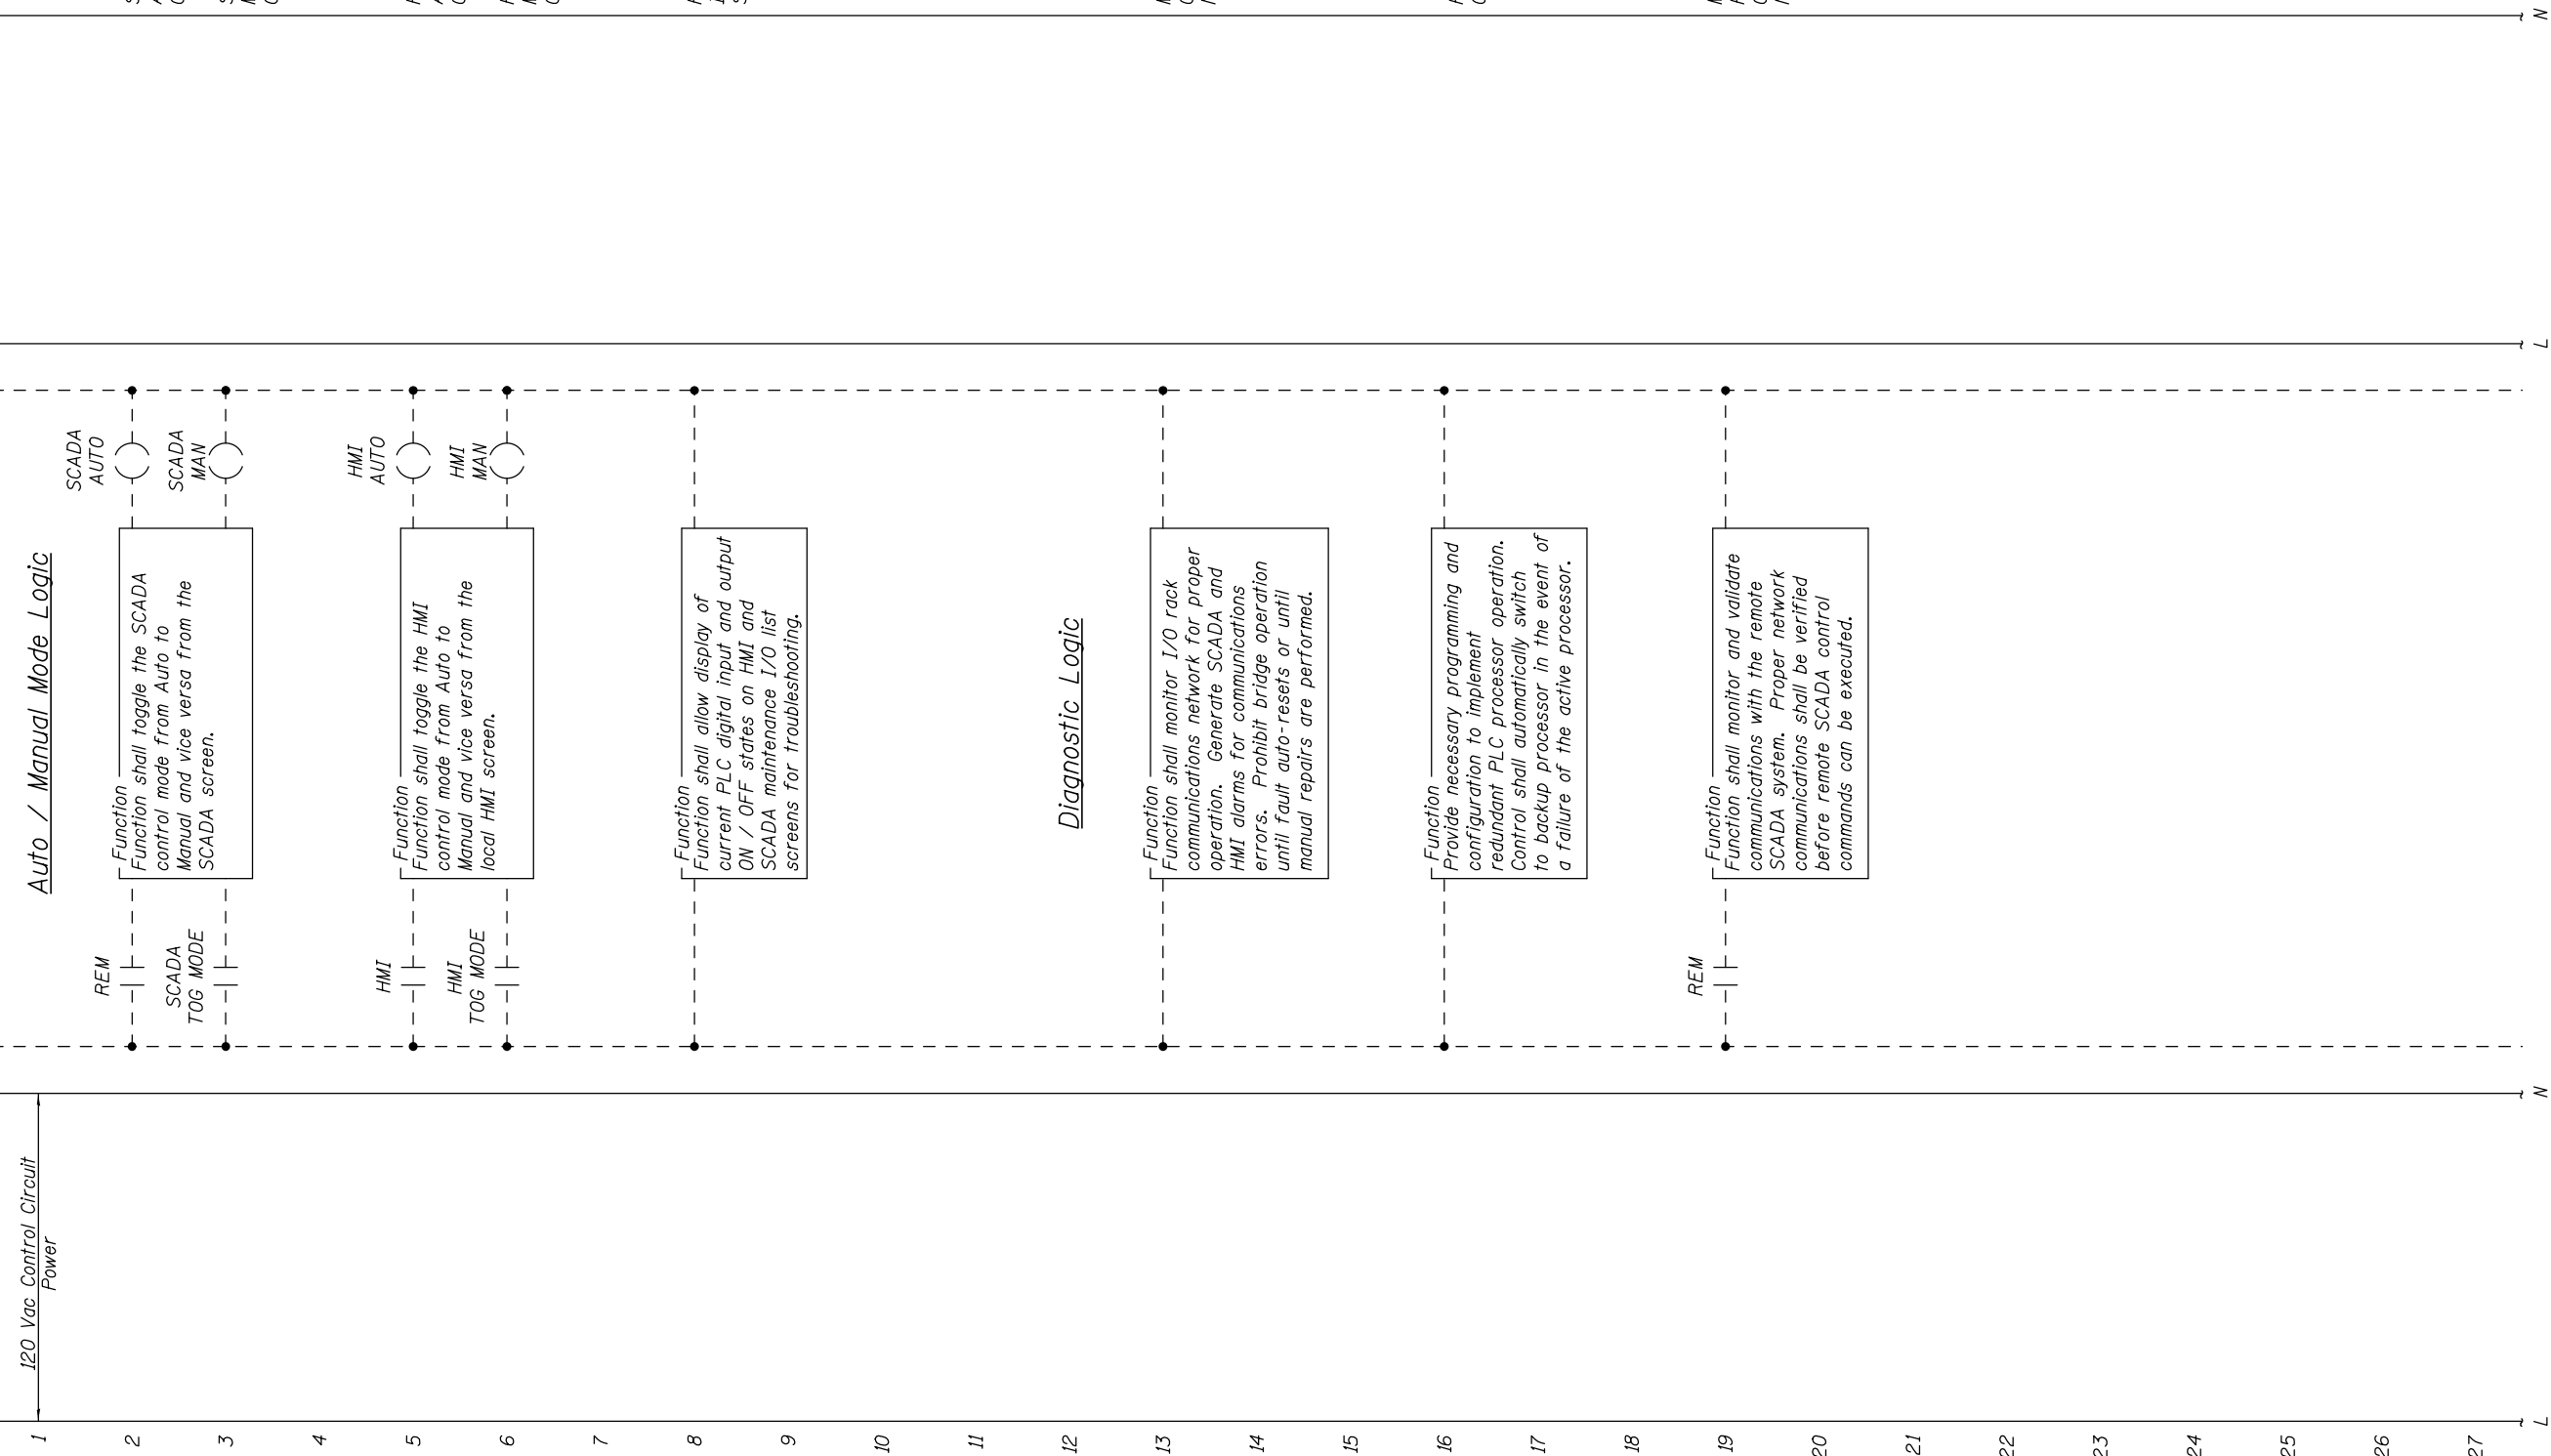 1
120 Vac Control Circuit
Power
Auto / Manual Mode Logic
2
REM
Function
Function shall toggle the SCADA
control mode from Auto to
Manual and vice versa from the
SCADA screen.
SCADA
AUTO
3
SCADA
TOG MODE
SCADA
MAN
4
5
HMI
Function
Function shall toggle the HMI
control mode from Auto to
Manual and vice versa from the
local HMI screen.
HMI
AUTO
6
HMI
TOG MODE
HMI
MAN
7
8
Function
Function shall allow display of
current PLC digital input and output
ON / OFF states on HMI and
SCADA maintenance I/O list
screens for troubleshooting.
9
10
11
12
Diagnostic Logic
13
Function
Function shall monitor I/O rack
communications network for proper
operation. Generate SCADA and
HMI alarms for communications
errors. Prohibit bridge operation
until fault auto-resets or until
manual repairs are performed.
14
15
16
Function
Provide necessary programming and
configuration to implement
redundant PLC processor operation.
Control shall automatically switch
to backup processor in the event of
a failure of the active processor.
17
18
19
REM
Function
Function shall monitor and validate
communications with the remote
SCADA system. Proper network
communications shall be verified
before remote SCADA control
commands can be executed.
20
21
22
23
24
25
26
27
L
N
L
N